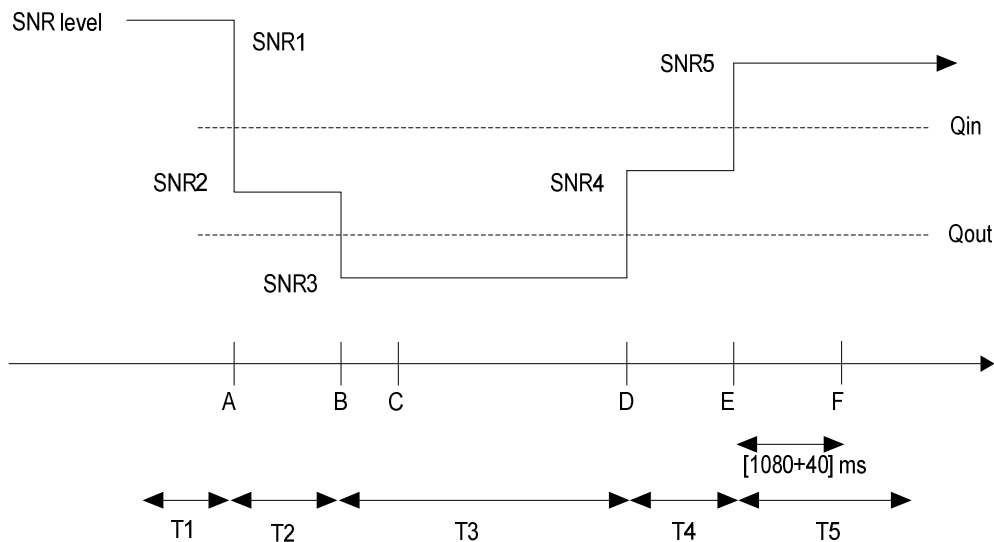 SNR level
SNR1
SNR5
Qin
SNR2
SNR4
Qout
SNR3
A
B
C
D
E
F
[1080+40] ms
T1
T2
T3
T4
T5